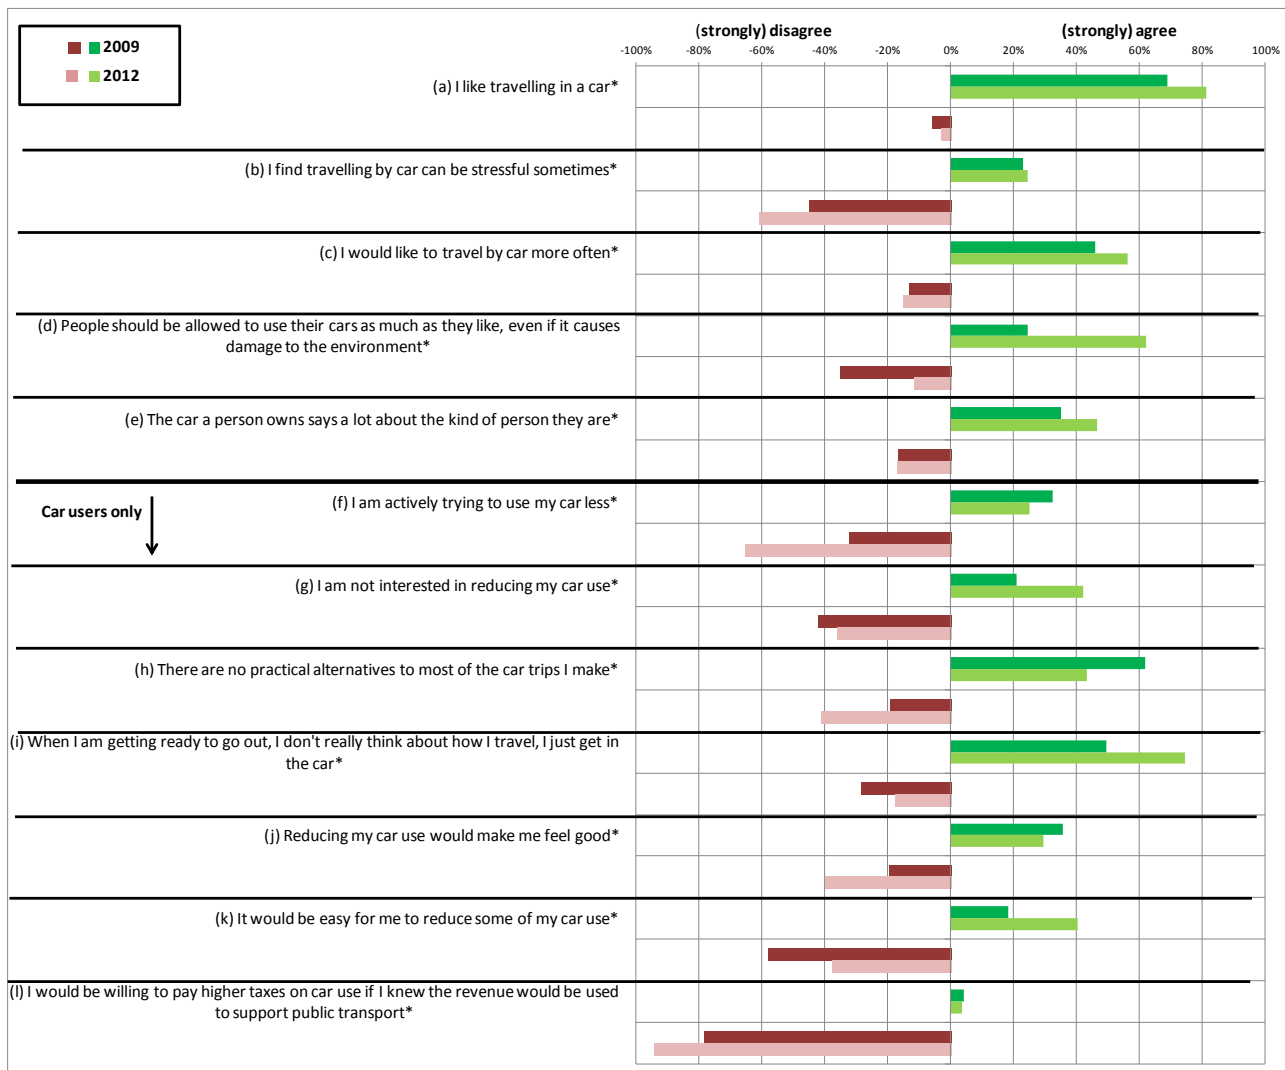 2009
2012
(strongly) disagree
(strongly) agree
-100% -80% -60% -40% -20% 0% 20% 40% 60% 80% 100%
(a) I like travelling in a car*
(b) I find travelling by car can be stressful sometimes*
(c) I would like to travel by car more often*
(d) People should be allowed to use their cars as much as they like, even if it causes
damage to the environment*
(e) The car a person owns says a lot about the kind of person they are*
Car users only
(f) I am actively trying to use my car less*
(g) I am not interested in reducing my car use*
(h) There are no practical alternatives to most of the car trips I make*
(i) When I am getting ready to go out, I don't really think about how I travel, I just get in
the car*
(j) Reducing my car use would make me feel good*
(k) It would be easy for me to reduce some of my car use*
(l) I would be willing to pay higher taxes on car use if I knew the revenue would be used
to support public transport*